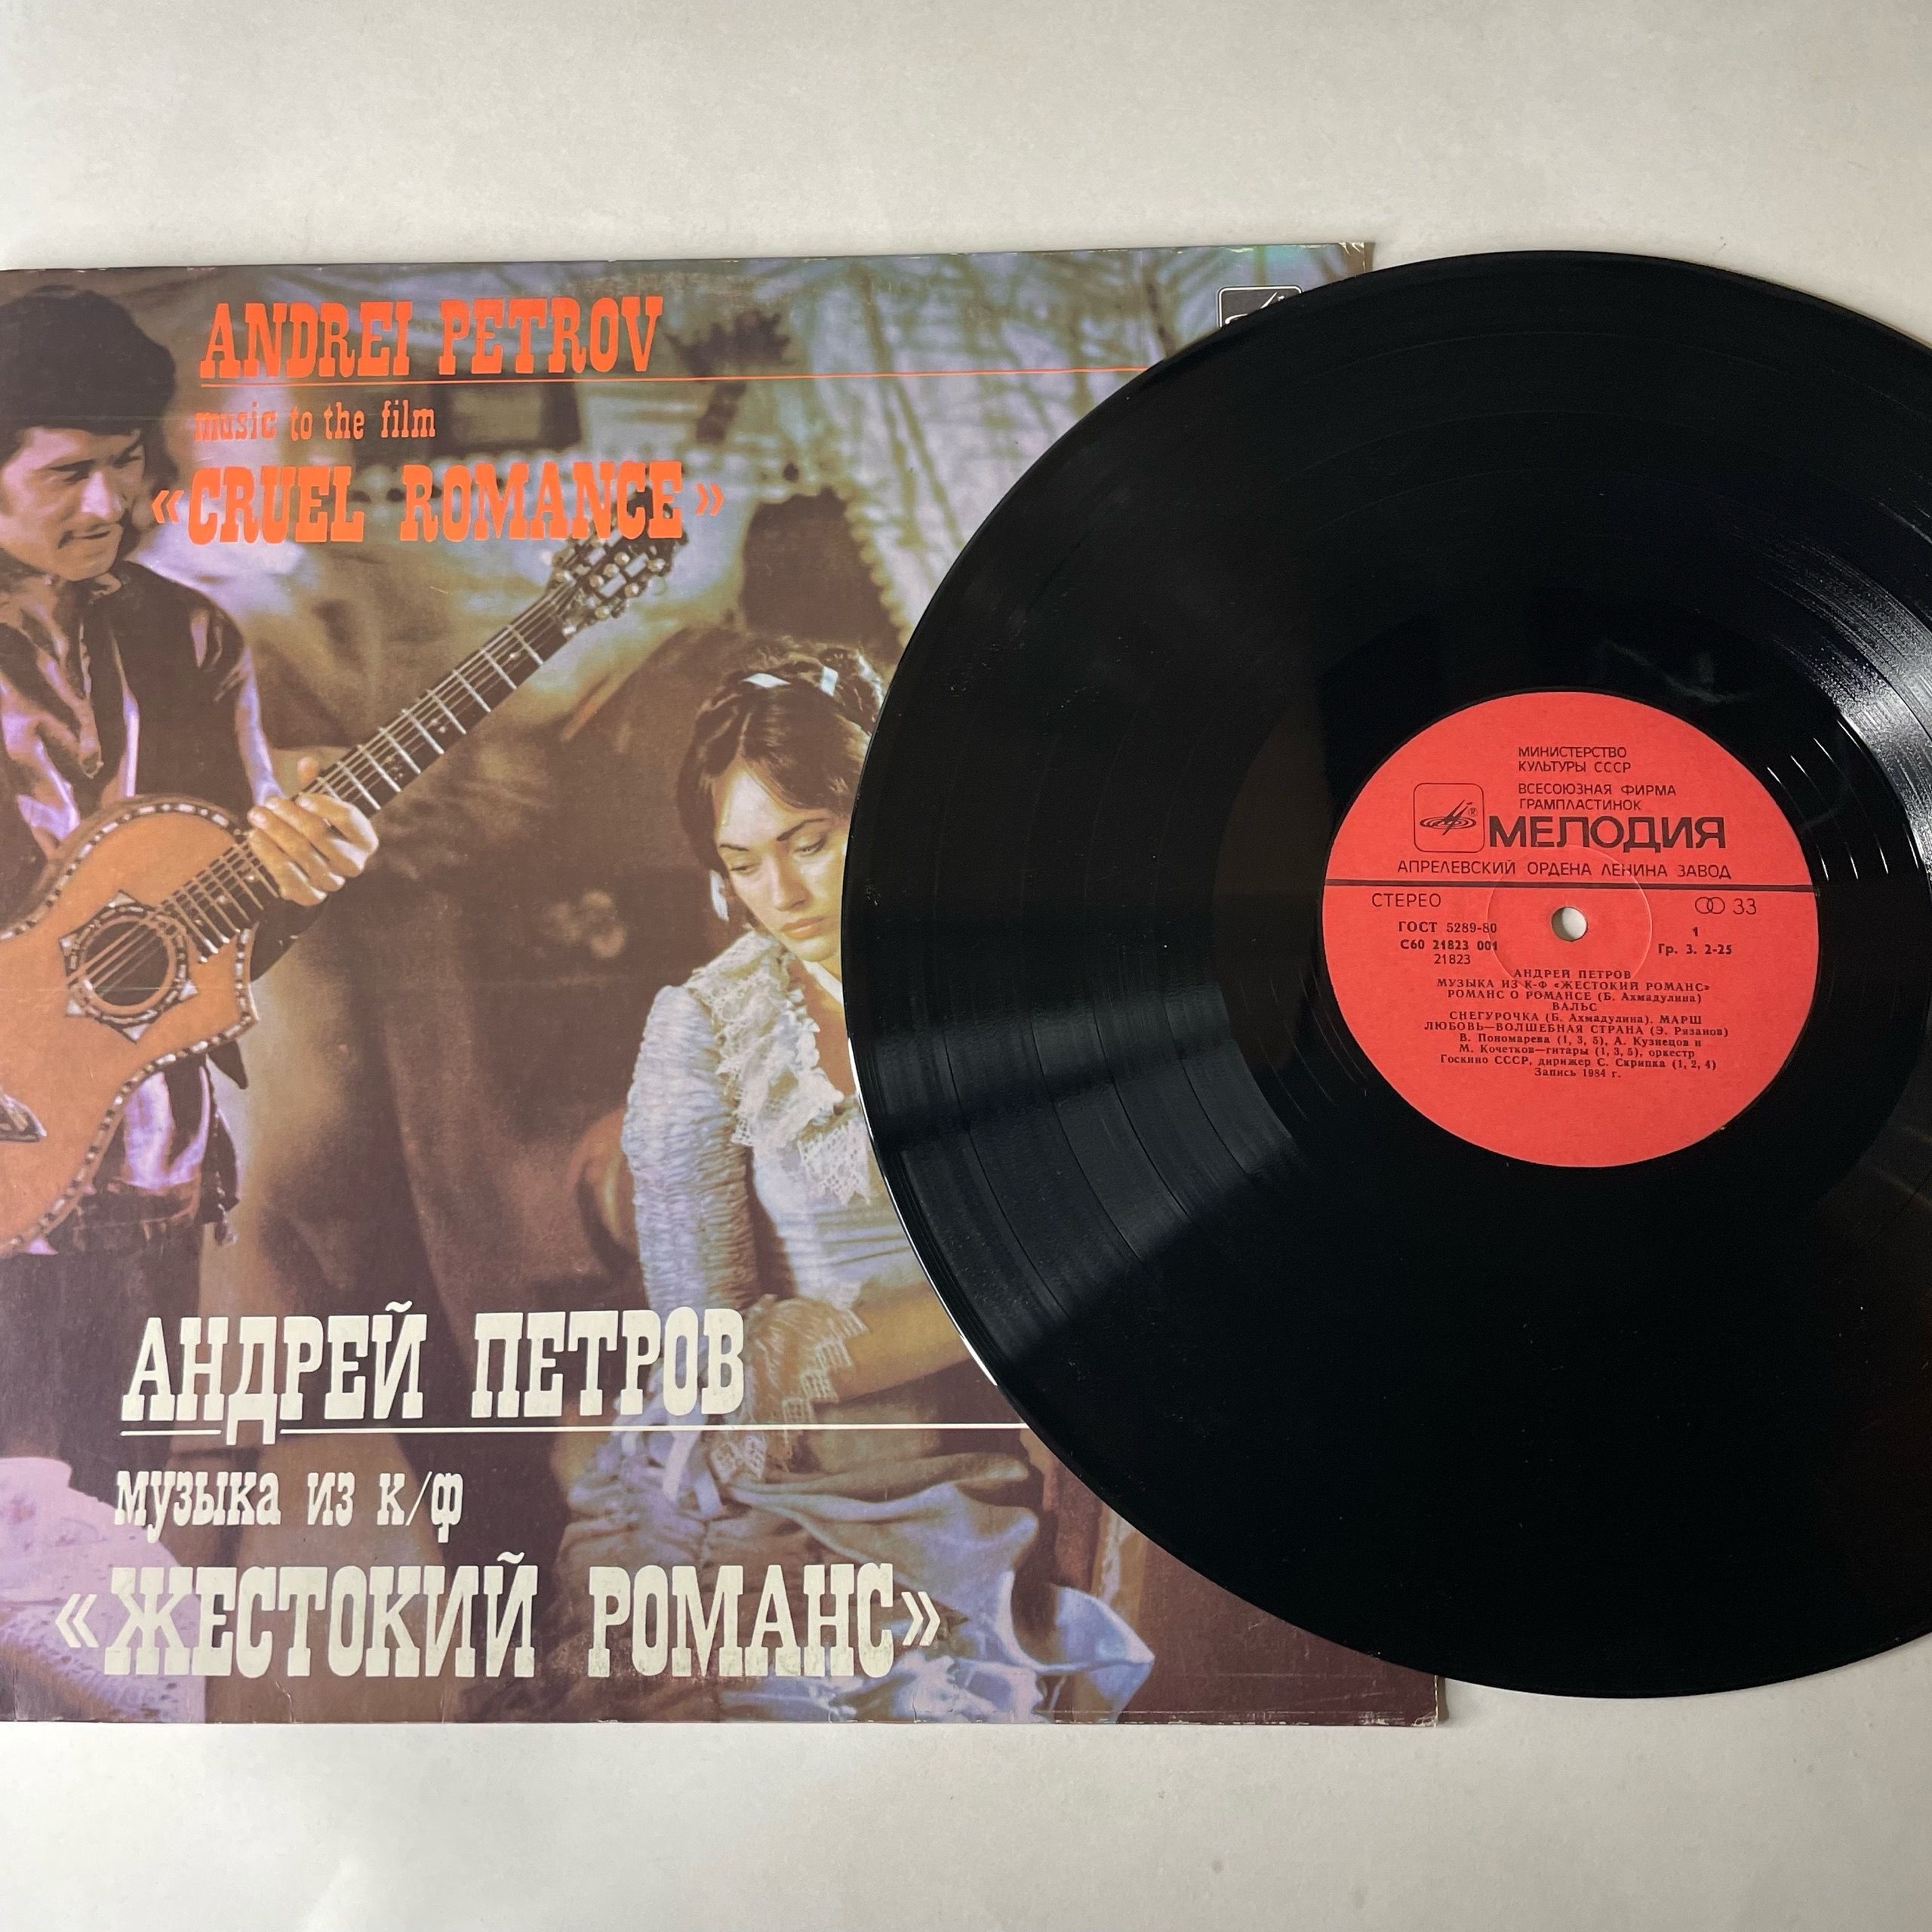 ANDREI PETROV
music to the film
«CRUEL ROMANCE»
АНДРЕЙ ПЕТРОВ
музыка из к/ф
«ЖЕСТОКИЙ РОМАНС»
МИНИСТЕРСТВО
КУЛЬТУРЫ СССР
ВСЕСОЮЗНАЯ ФИРМА
ГРАМПЛАСТИНОК
МЕЛОДИЯ
АПРЕЛЕВСКИЙ ОРДЕНА ЛЕНИНА ЗАВОД
СТЕРЕО 33
ГОСТ 5289-80 1
С60 21823 001 Гр. 3. 2-25
21823
АНДРЕЙ ПЕТРОВ
МУЗЫКА ИЗ К-Ф «ЖЕСТОКИЙ РОМАНС»
РОМАНС О РОМАНСЕ (Б. Ахмадулина)
ВАЛЬС
СНЕГУРОЧКА (Б. Ахмадулина). МАРШ
ЛЮБОВЬ—ВОЛШЕБНАЯ СТРАНА (Э. Рязанов)
В. Пономарева (1, 3, 5), А. Кузнецов и
М. Кочетков—гитары (1, 3, 5), оркестр
Госкино СССР, дирижер С. Скрипка (1, 2, 4)
Запись 1984 г.